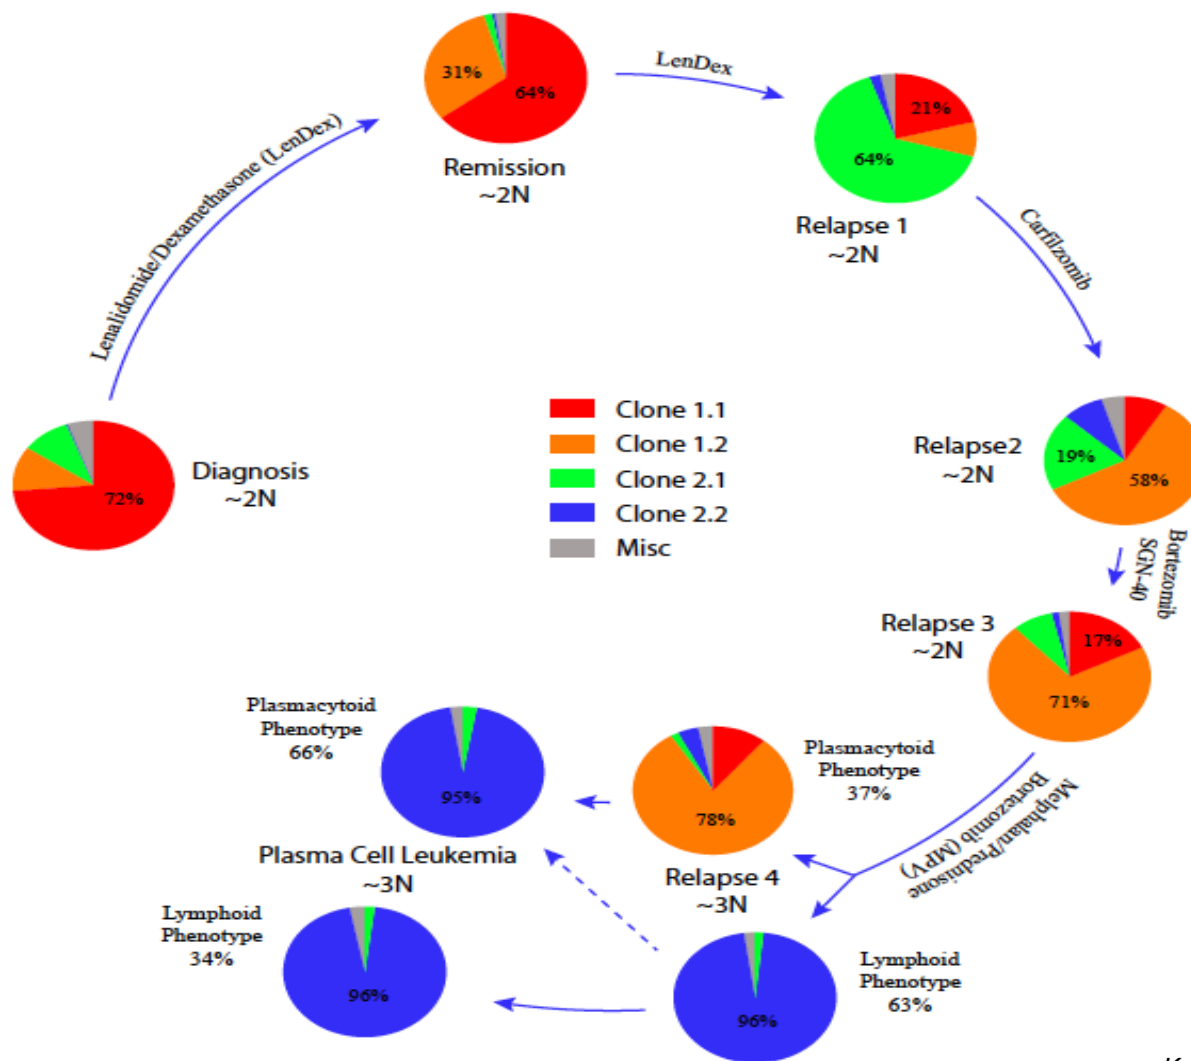 31%
64%
Remission
~2N
LenDex
21%
64%
Relapse 1
~2N
Lenalidomide/Dexamethasone (LenDex)
Carfilzomib
72%
Diagnosis
~2N
Clone 1.1
Clone 1.2
Clone 2.1
Clone 2.2
Misc
Relapse2
~2N
19%
58%
Bortezomib
SGN-40
Relapse 3
~2N
17%
71%
Melphalan/Prednisone
Bortezomib (MPV)
Plasmacytoid
Phenotype
66%
95%
Plasma Cell Leukemia
~3N
78%
Plasmacytoid
Phenotype
37%
Relapse 4
~3N
Lymphoid
Phenotype
34%
96%
96%
Lymphoid
Phenotype
63%